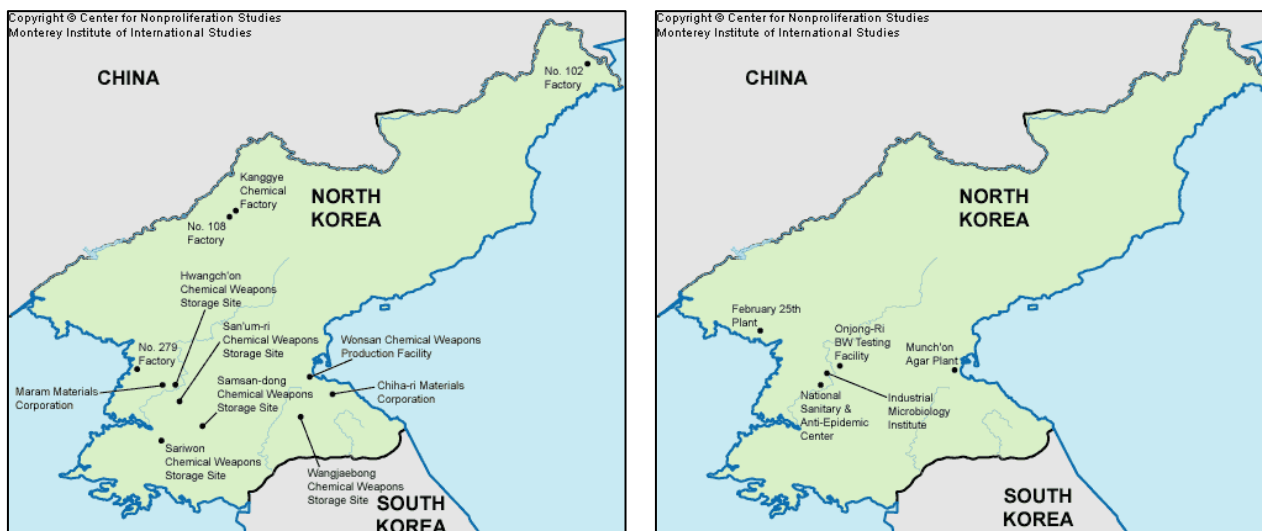 Copyright © Center for Nonproliferation Studies
Monterey Institute of International Studies
CHINA
No. 102
Factory
Kanggye
Chemical
Factory
NORTH
KOREA
No. 108
Factory
Hwangch'on
Chemical Weapons
Storage Site
San'um-ri
Chemical Weapons
Storage Site
No. 279
Factory
Wonsan Chemical Weapons
Production Facility
Maram Materials
Corporation
Samsan-dong
Chemical Weapons
Storage Site
Chiha-ri Materials
Corporation
Sariwon
Chemical Weapons
Storage Site
Wangjaebong
Chemical Weapons
Storage Site
SOUTH
KOREA
Copyright © Center for Nonproliferation Studies
Monterey Institute of International Studies
CHINA
NORTH
KOREA
February 25th
Plant
Onjong-Ri
BW Testing
Facility
Munch'on
Agar Plant
National
Sanitary &
Anti-Epidemic
Center
Industrial
Microbiology
Institute
SOUTH
KOREA